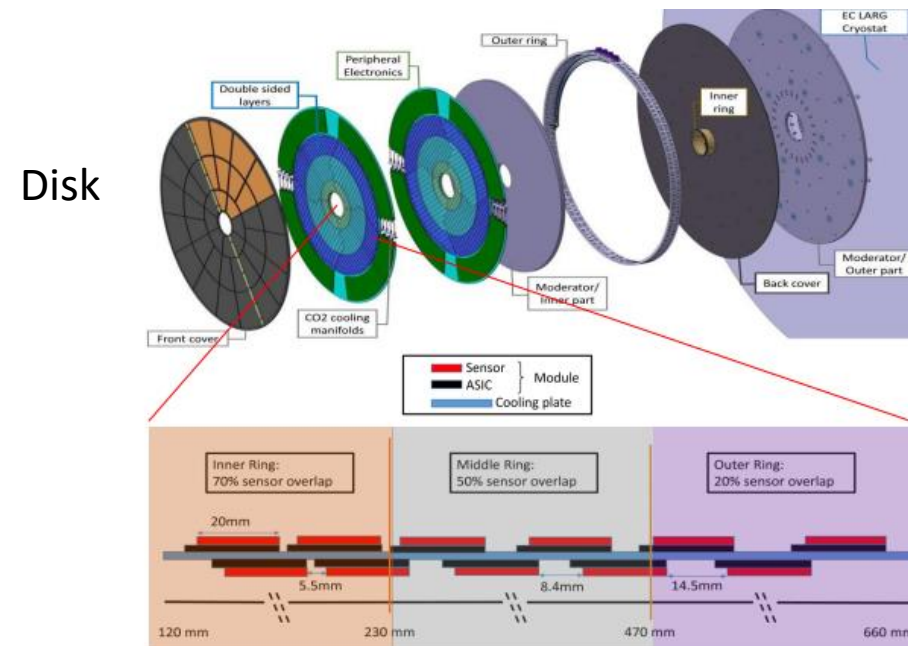 EC LARG
Cryostat
Outer ring
Peripheral
Electronics
Double sided
layers
Inner
ring
Disk
Moderator/
Outer part
Back cover
Moderator/
Inner part
CO2 cooling
manifolds
Front cover
Sensor
ASIC
Module
Cooling plate
Inner Ring:
70% sensor overlap
Middle Ring:
50% sensor overlap
Outer Ring:
20% sensor overlap
20mm
5.5mm
8.4mm
14.5mm
120 mm
230 mm
470 mm
660 mm